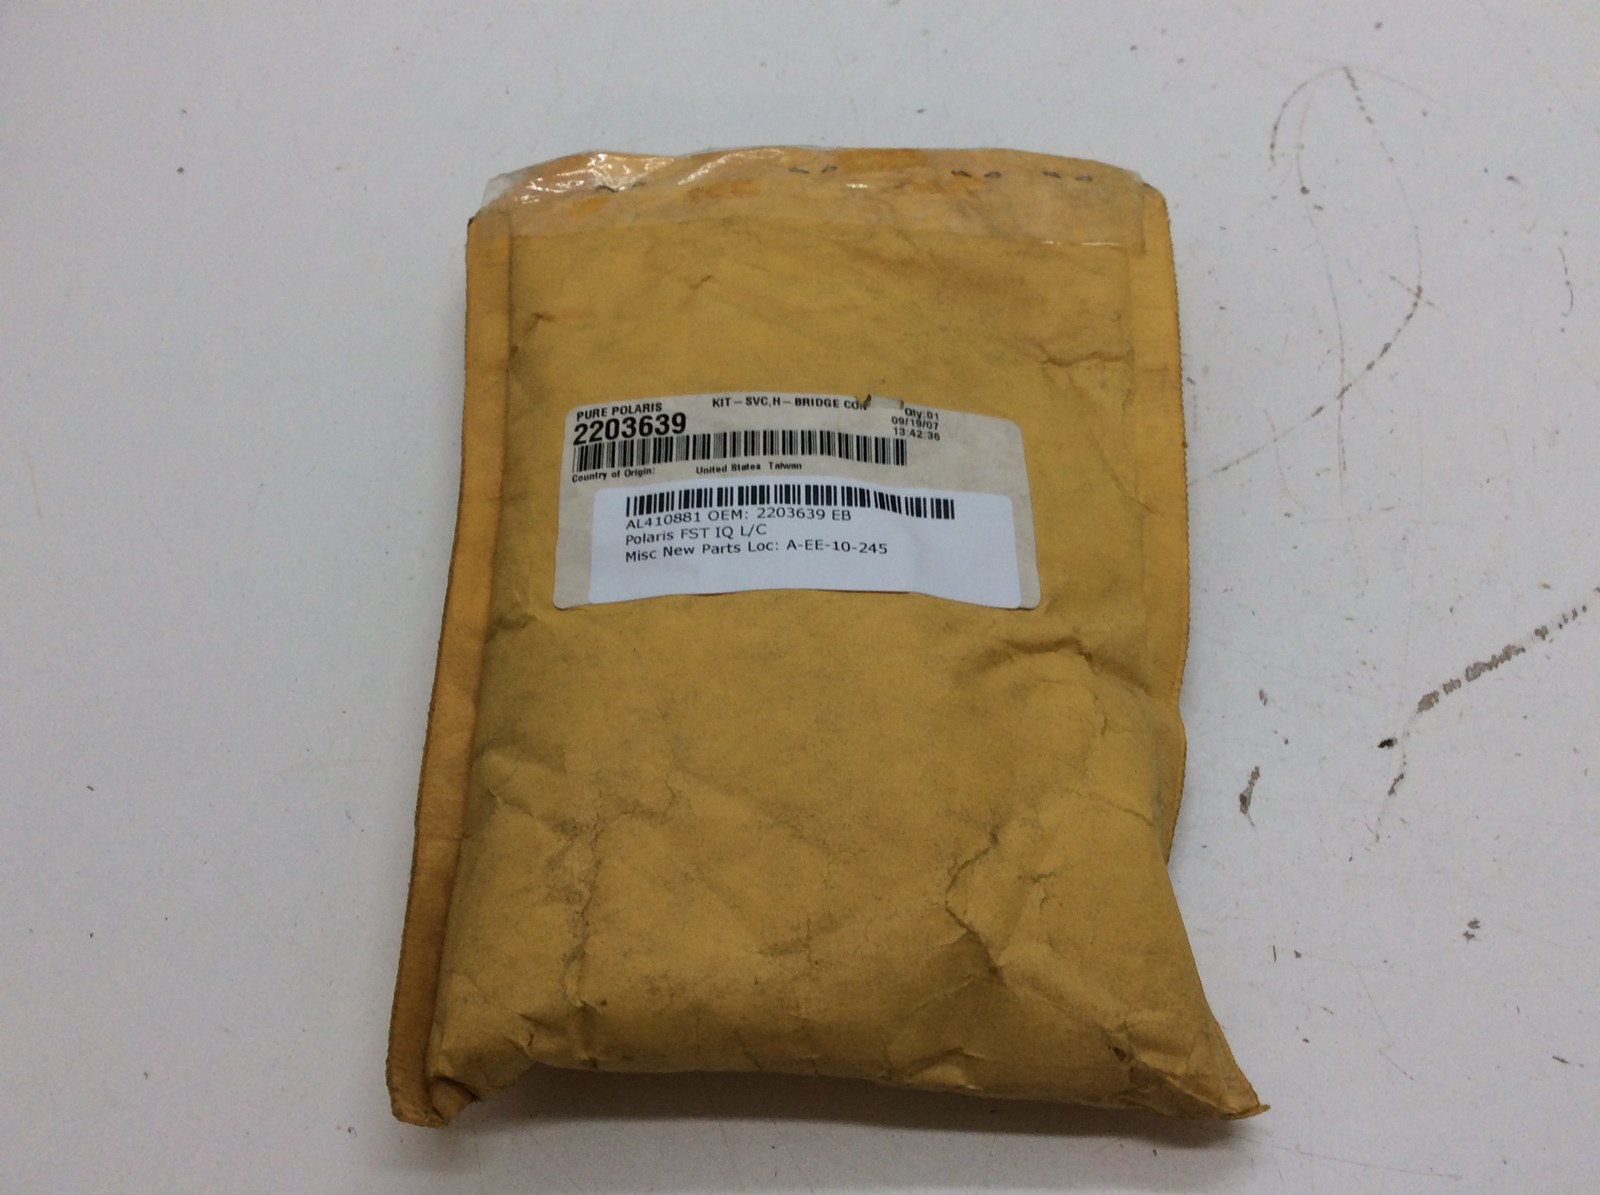 PURE POLARIS
KIT-SVC,H-BRIDGE CON
2203639
Qty:01
09/19/07
13:42:36
Country of Origin: United States Taiwan
AL410881 OEM: 2203639 EB
Polaris FST IQ L/C
Misc New Parts Loc: A-EE-10-245